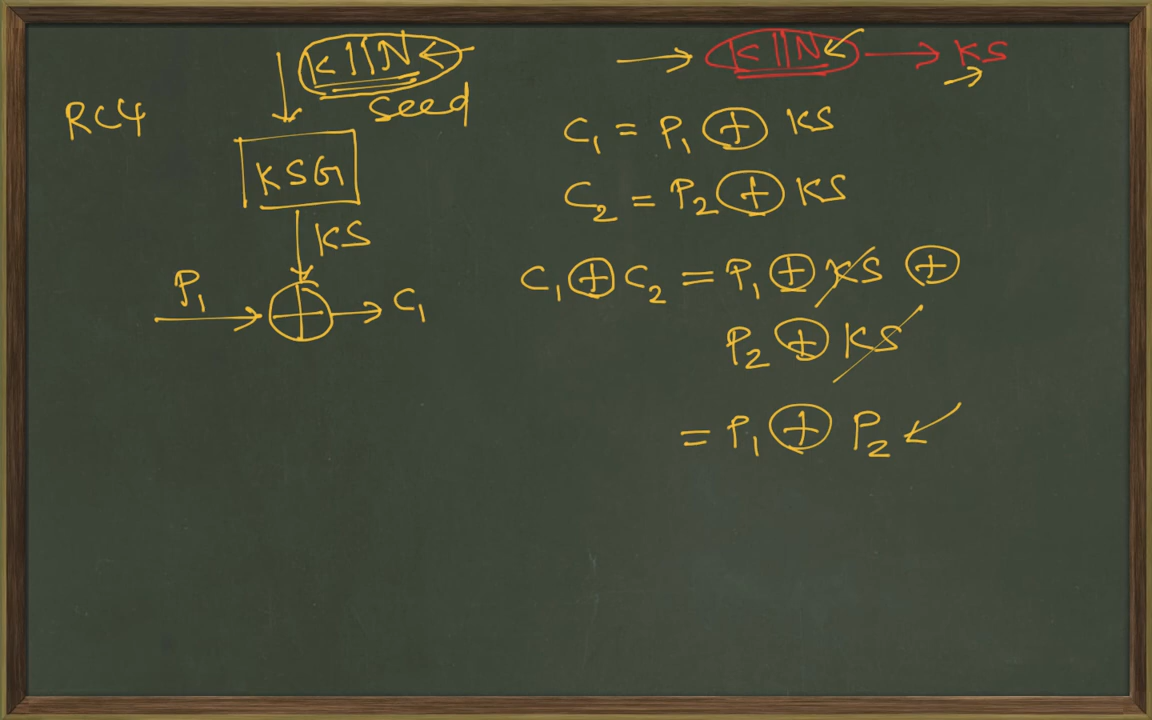 K||N
seed
RC4
KSG
KS
P₁ ⊕ → C₁
→ K||N → KS
C₁ = P₁ ⊕ KS
C₂ = P₂ ⊕ KS
C₁ ⊕ C₂ = P₁ ⊕ KS ⊕
P₂ ⊕ KS
= P₁ ⊕ P₂